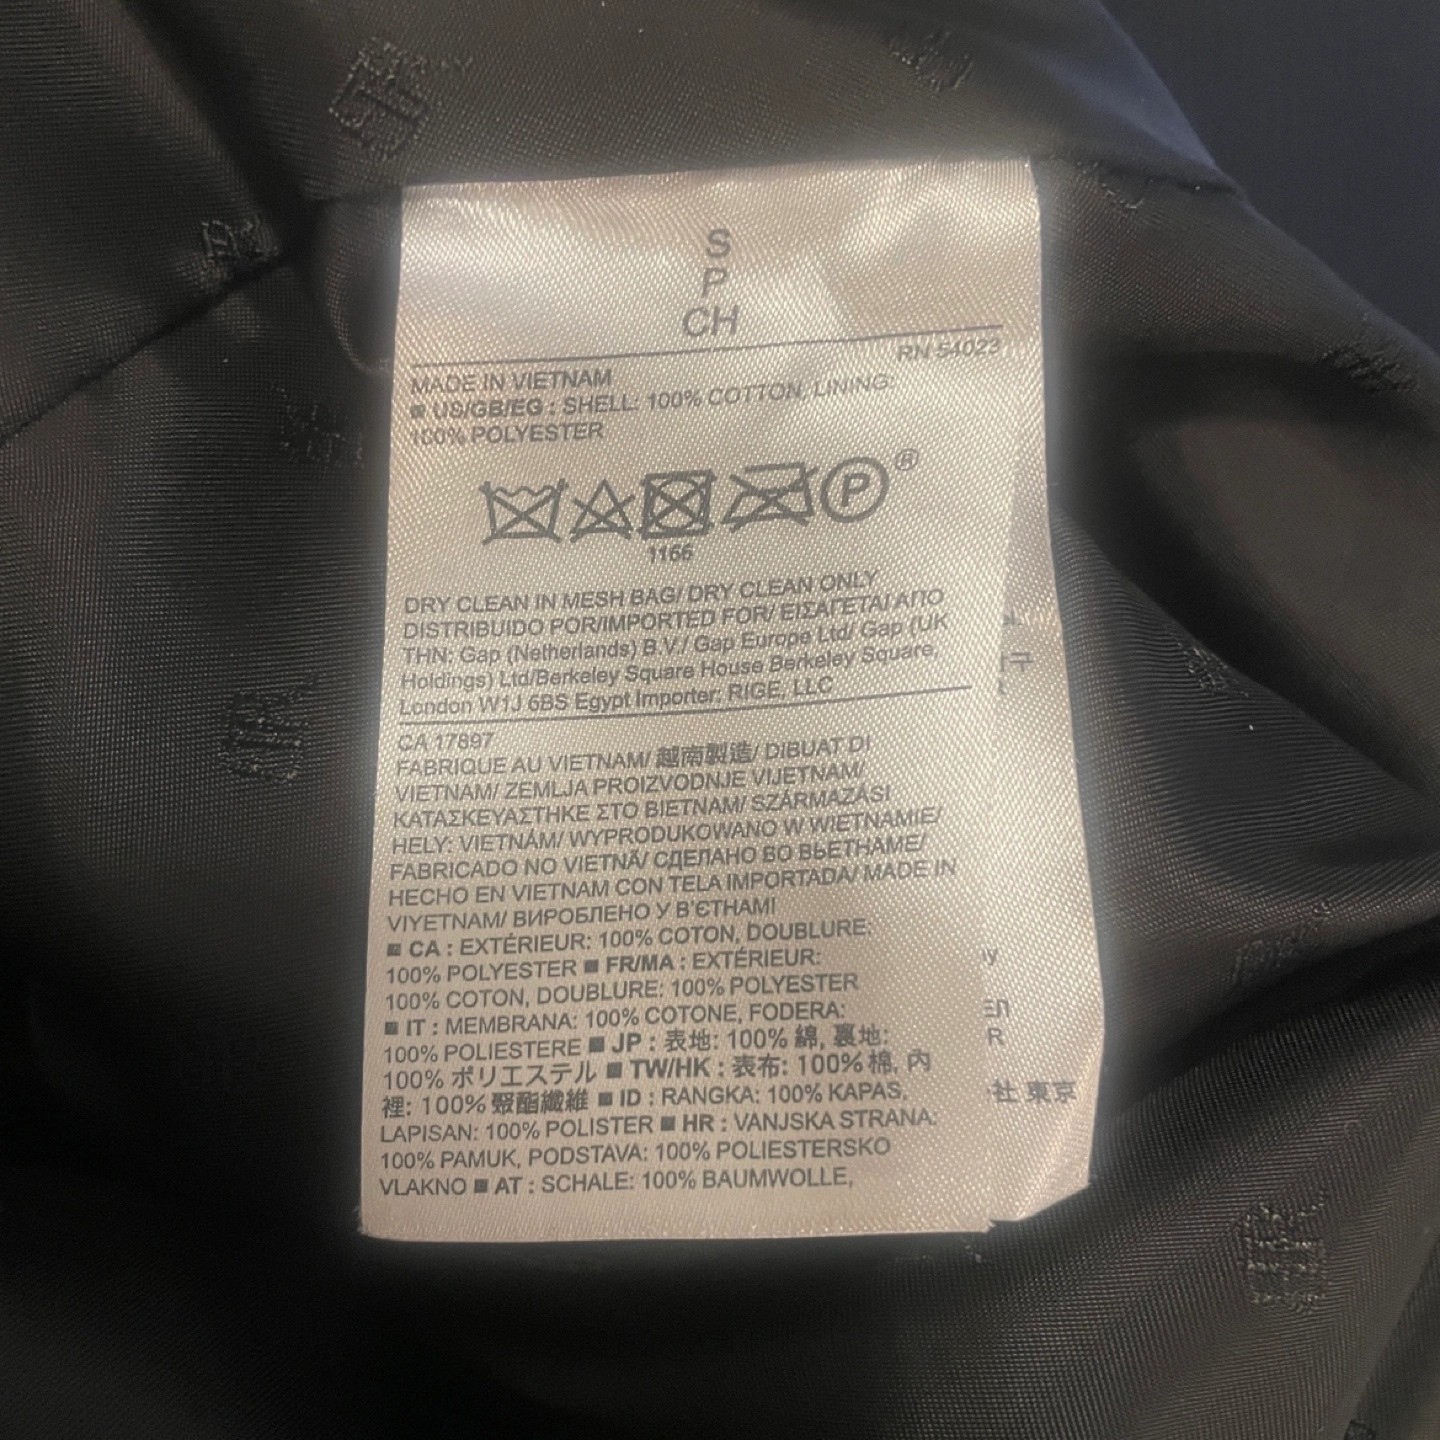 S
P
CH
RN 54023
MADE IN VIETNAM
■ US/GB/EG : SHELL: 100% COTTON, LINING:
100% POLYESTER
P ®
1166
DRY CLEAN IN MESH BAG/ DRY CLEAN ONLY
DISTRIBUIDO POR/IMPORTED FOR/ ΕΙΣΑΓΕΤΑΙ ΑΠΟ
ΤΗΝ: Gap (Netherlands) B.V./ Gap Europe Ltd/ Gap (UK
Holdings) Ltd/Berkeley Square House Berkeley Square,
London W1J 6BS Egypt Importer: RIGE, LLC
CA 17897
FABRIQUE AU VIETNAM/ 越南製造/ DIBUAT DI
VIETNAM/ ZEMLJA PROIZVODNJE VIJETNAM/
ΚΑΤΑΣΚΕΥΑΣΤΗΚΕ ΣΤΟ ΒΙΕΤΝΑΜ/ SZÁRMAZÁSI
HELY: VIETNÁM/ WYPRODUKOWANO W WIETNAMIE/
FABRICADO NO VIETNÃ/ СДЕЛАНО ВО ВЬЕТНАМЕ/
HECHO EN VIETNAM CON TELA IMPORTADA/ MADE IN
VIYETNAM/ ВИРОБЛЕНО У В'ЄТНАМІ
■ CA : EXTÉRIEUR: 100% COTON, DOUBLURE:
100% POLYESTER ■ FR/MA : EXTÉRIEUR:
100% COTON, DOUBLURE: 100% POLYESTER
■ IT : MEMBRANA: 100% COTONE, FODERA:
100% POLIESTERE ■ JP : 表地: 100% 綿, 裏地:
100% ポリエステル ■ TW/HK : 表布: 100% 棉, 内
裡: 100% 聚酯纖維 ■ ID : RANGKA: 100% KAPAS,
LAPISAN: 100% POLISTER ■ HR : VANJSKA STRANA:
100% PAMUK, PODSTAVA: 100% POLIESTERSKO
VLAKNO ■ AT : SCHALE: 100% BAUMWOLLE,
구
y
ЕЛ
R
社 東京